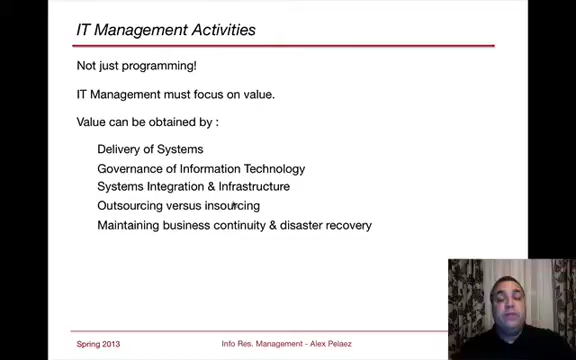 IT Management Activities
Not just programming!
IT Management must focus on value.
Value can be obtained by :
Delivery of Systems
Governance of Information Technology
Systems Integration & Infrastructure
Outsourcing versus insourcing
Maintaining business continuity & disaster recovery
Spring 2013
Info Res. Management - Alex Pelaez